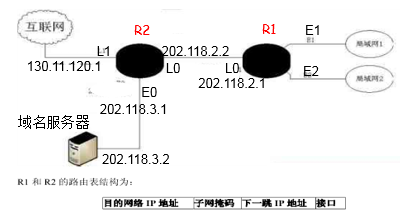 互联网
R2
R1
L1
130.11.120.1
202.118.2.2
L0
L0
202.118.2.1
E1
局域网1
E2
局域网2
E0
202.118.3.1
域名服务器
202.118.3.2
R1 和 R2 的路由表结构为:
目的网络 IP 地址 子网掩码 下一跳 IP 地址 接口